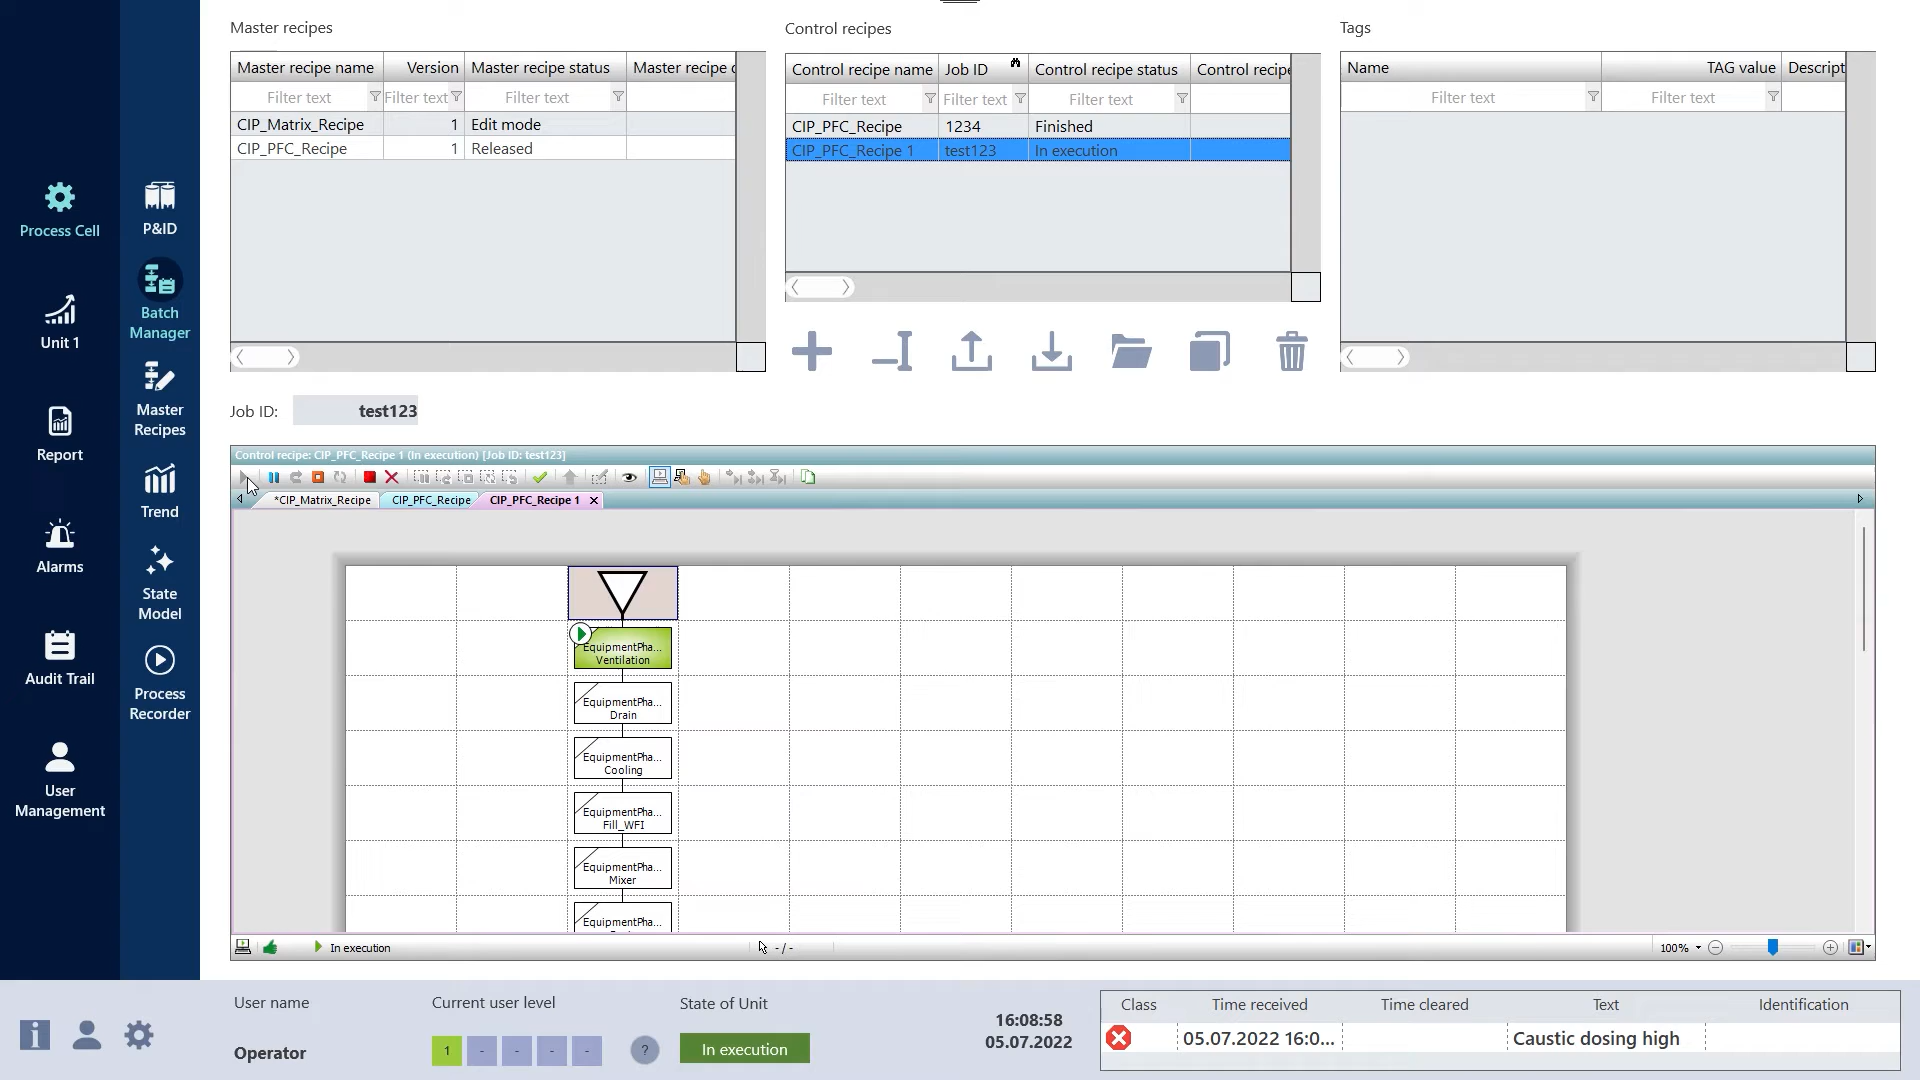 Process Cell
Unit 1
Report
Alarms
Audit Trail
User
Management
P&ID
Batch
Manager
Master
Recipes
Trend
State
Model
Process
Recorder
Master recipes
Master recipe name Version Master recipe status Master recipe
Filter text Filter text Filter text
CIP_Matrix_Recipe 1 Edit mode
CIP_PFC_Recipe 1 Released
Control recipes
Control recipe name Job ID Control recipe status Control recipe
Filter text Filter text Filter text
CIP_PFC_Recipe 1234 Finished
CIP_PFC_Recipe 1 test123 In execution
Tags
Name TAG value Descript
Filter text Filter text
Job ID: test123
Control recipe: CIP_PFC_Recipe 1 (In execution) [Job ID: test123]
*CIP_Matrix_Recipe CIP_PFC_Recipe CIP_PFC_Recipe 1
EquipmentPha...
Ventilation
EquipmentPha...
Drain
EquipmentPha...
Cooling
EquipmentPha...
Fill_WFI
EquipmentPha...
Mixer
EquipmentPha...
In execution - / - 100%
User name
Operator
Current user level
1 - - - - ?
State of Unit
In execution
16:08:58
05.07.2022
Class Time received Time cleared Text Identification
05.07.2022 16:0... Caustic dosing high